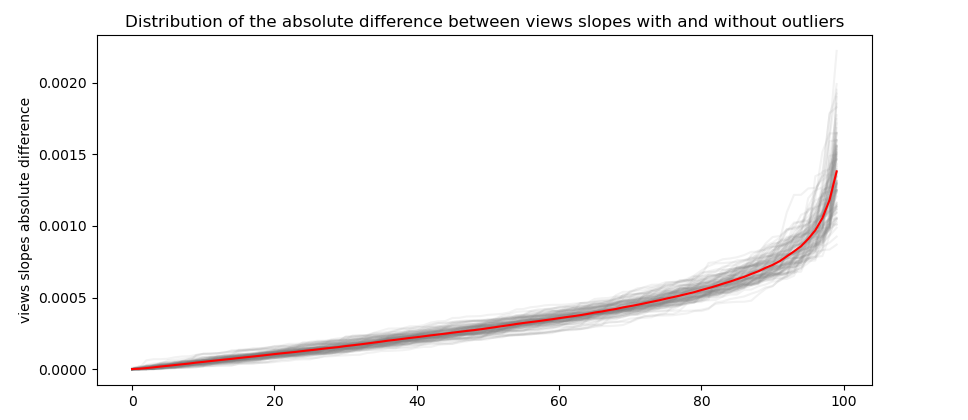 Distribution of the absolute difference between views slopes with and without outliers
views slopes absolute difference
0.0020
0.0015
0.0010
0.0005
0.0000
0 20 40 60 80 100